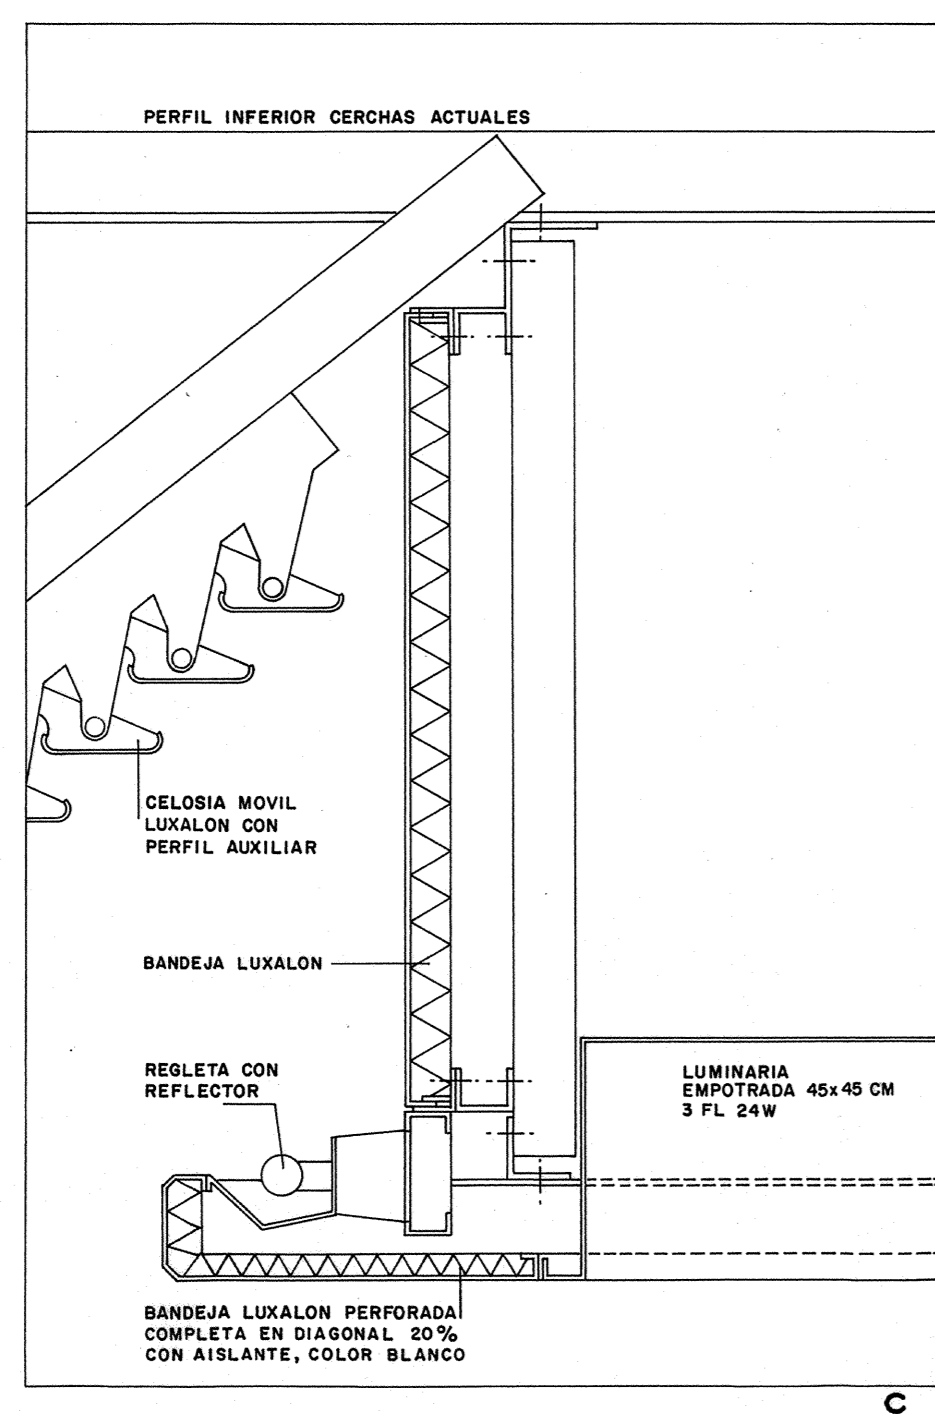 PERFIL INFERIOR CERCHAS ACTUALES
CELOSIA MOVIL
LUXALON CON
PERFIL AUXILIAR
BANDEJA LUXALON
REGLETA CON
REFLECTOR
LUMINARIA
EMPOTRADA 45x45 CM
3 FL 24W
BANDEJA LUXALON PERFORADA
COMPLETA EN DIAGONAL 20%
CON AISLANTE, COLOR BLANCO
C